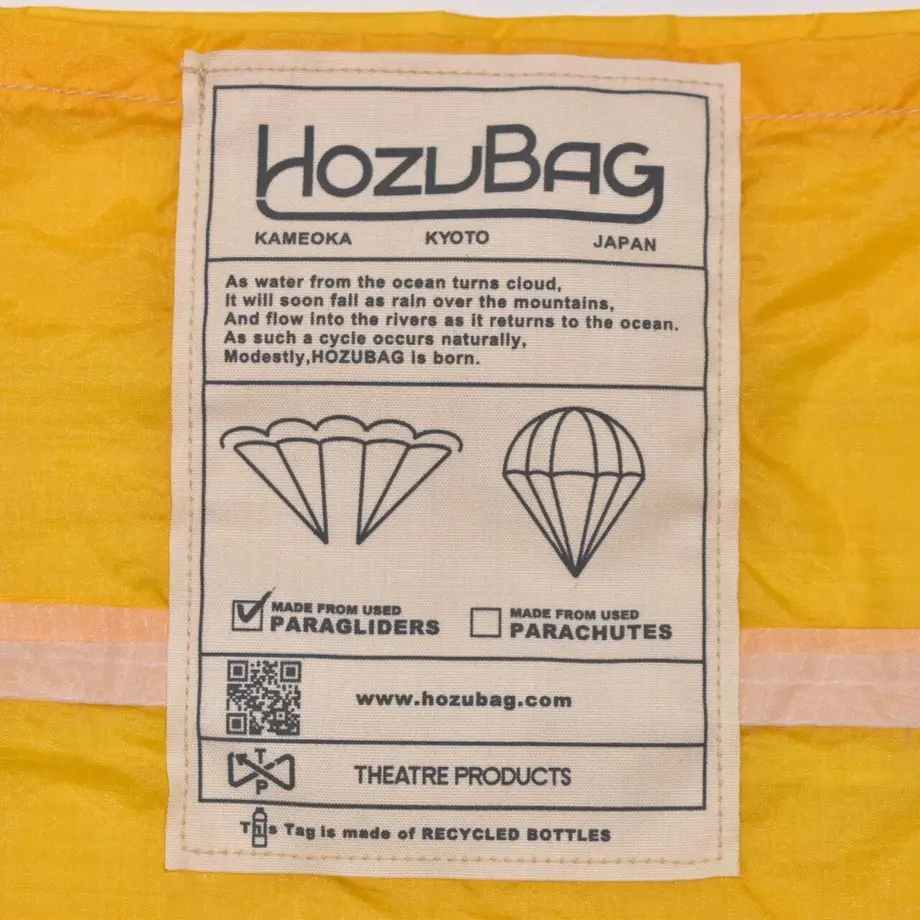 HOZUBAG
KAMEOKA KYOTO JAPAN
As water from the ocean turns cloud,
It will soon fall as rain over the mountains,
And flow into the rivers as it returns to the ocean.
As such a cycle occurs naturally,
Modestly,HOZUBAG is born.
MADE FROM USED
PARAGLIDERS
MADE FROM USED
PARACHUTES
www.hozubag.com
T
P
THEATRE PRODUCTS
This Tag is made of RECYCLED BOTTLES